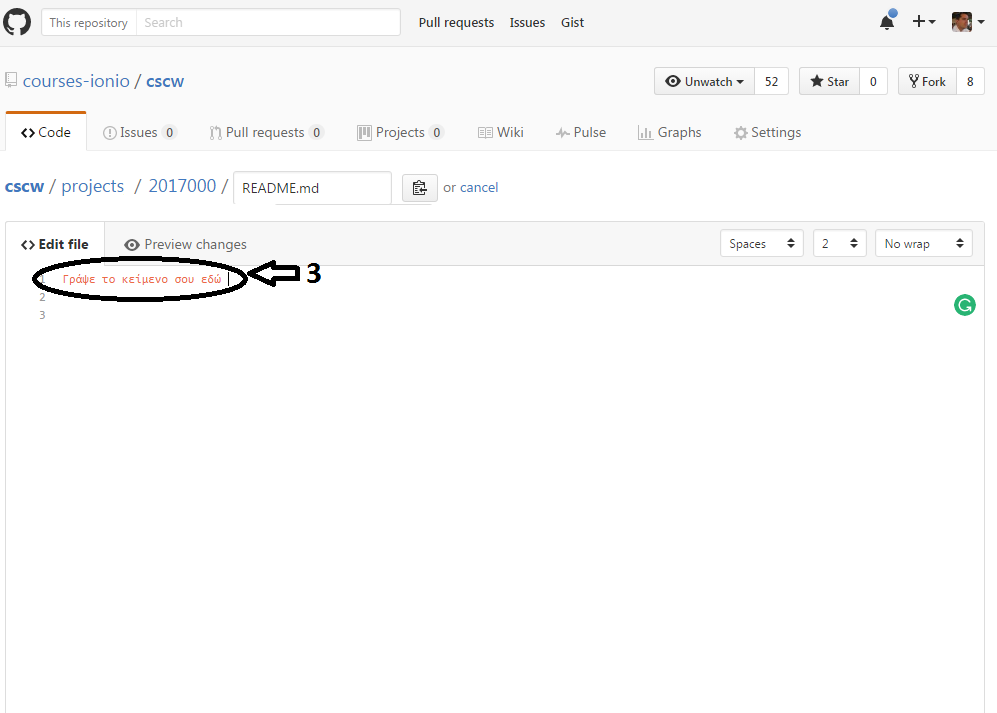 This repository Search Pull requests Issues Gist
courses-ionio / cscw Unwatch 52 Star 0 Fork 8
Code Issues 0 Pull requests 0 Projects 0 Wiki Pulse Graphs Settings
cscw / projects / 2017000 / README.md or cancel
Edit file Preview changes Spaces 2 No wrap
1 Γράψε το κείμενο σου εδώ 3
2
3